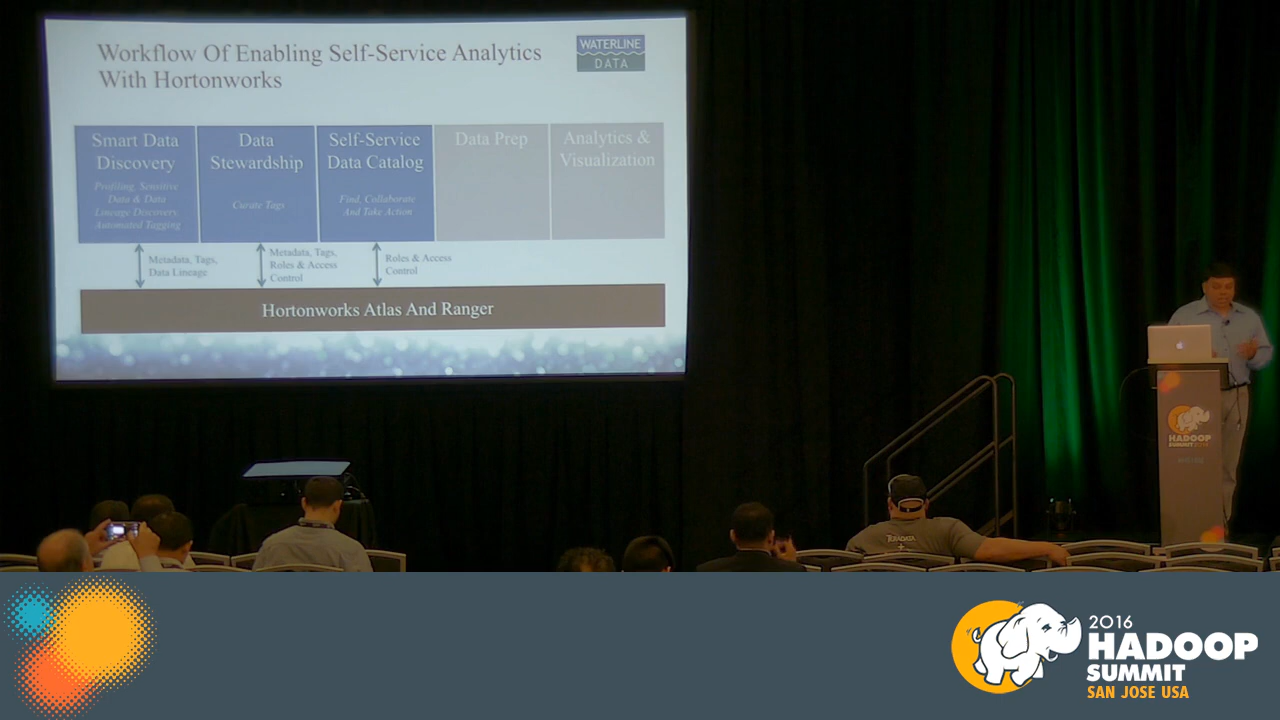 Workflow Of Enabling Self-Service Analytics
With Hortonworks
WATERLINE
DATA
Smart Data
Discovery
Profiling, Sensitive
Data & Data
Lineage Discovery,
Automated Tagging
Data
Stewardship
Curate Tags
Self-Service
Data Catalog
Find, Collaborate
And Take Action
Data Prep
Analytics &
Visualization
Metadata, Tags,
Data Lineage
Metadata, Tags,
Roles & Access
Control
Roles & Access
Control
Hortonworks Atlas And Ranger
HADOOP
SUMMIT 2016
TERADATA
2016
HADOOP
SUMMIT
SAN JOSE USA